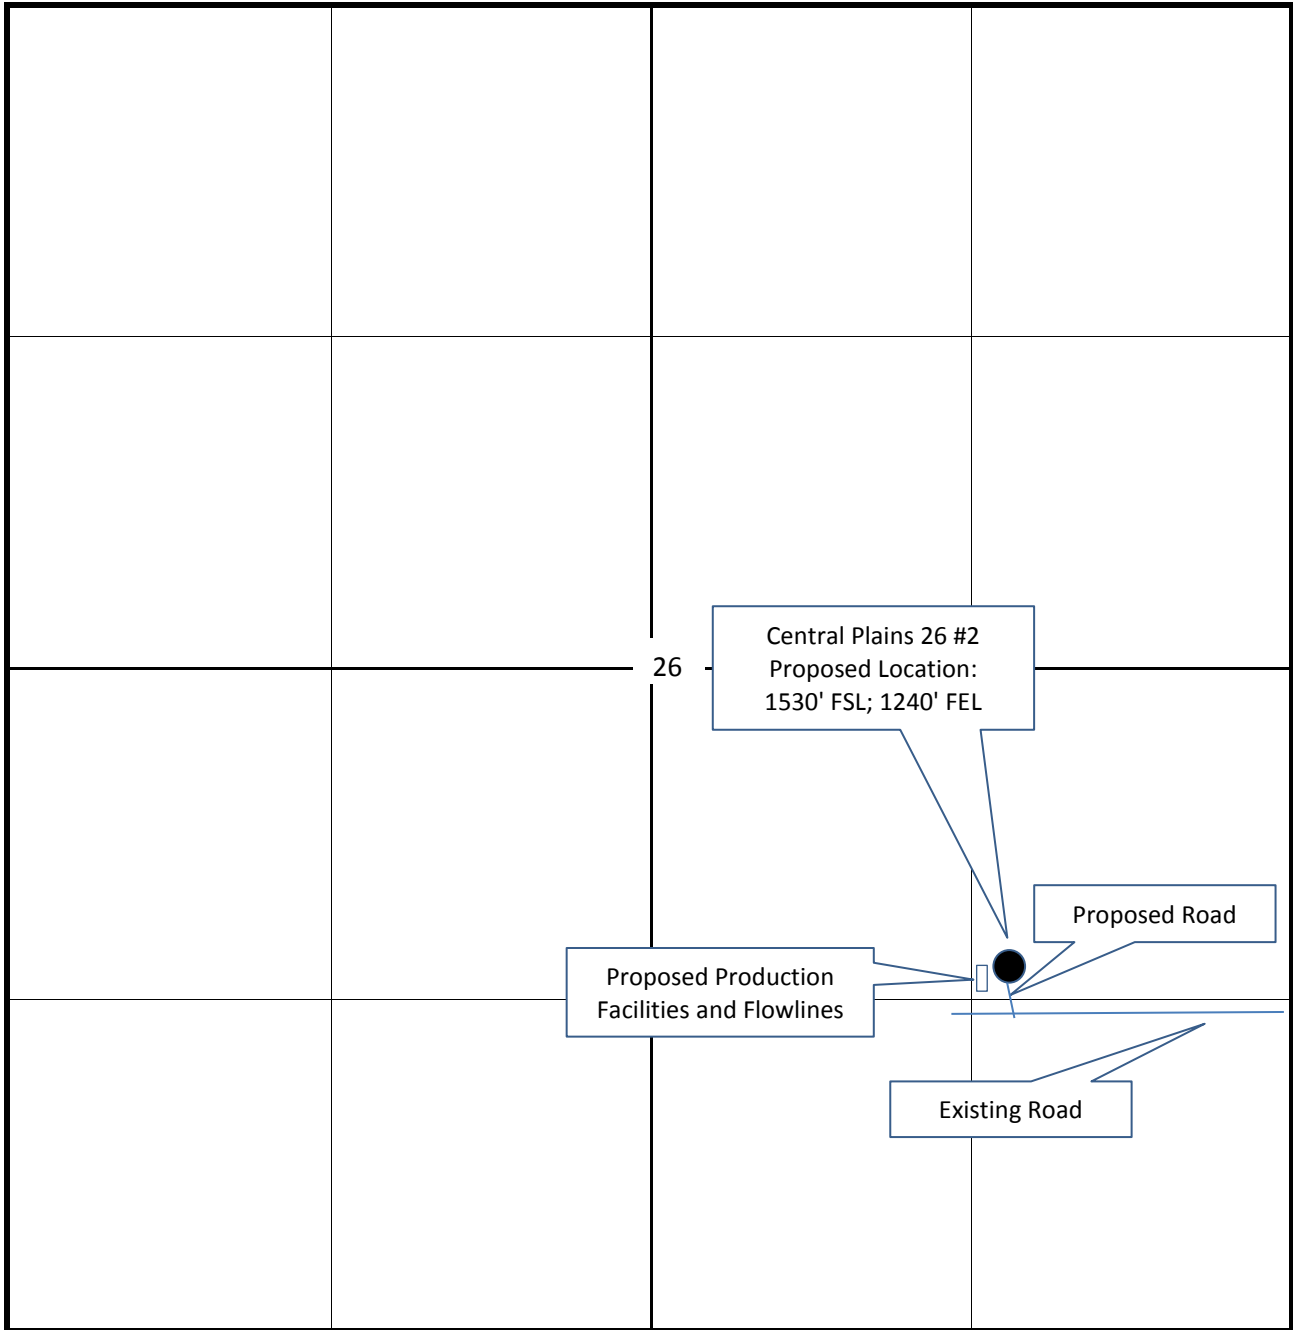 Central Plains 26 #2
Proposed Location:
1530' FSL; 1240' FEL
26
Proposed Road
Proposed Production
Facilities and Flowlines
Existing Road